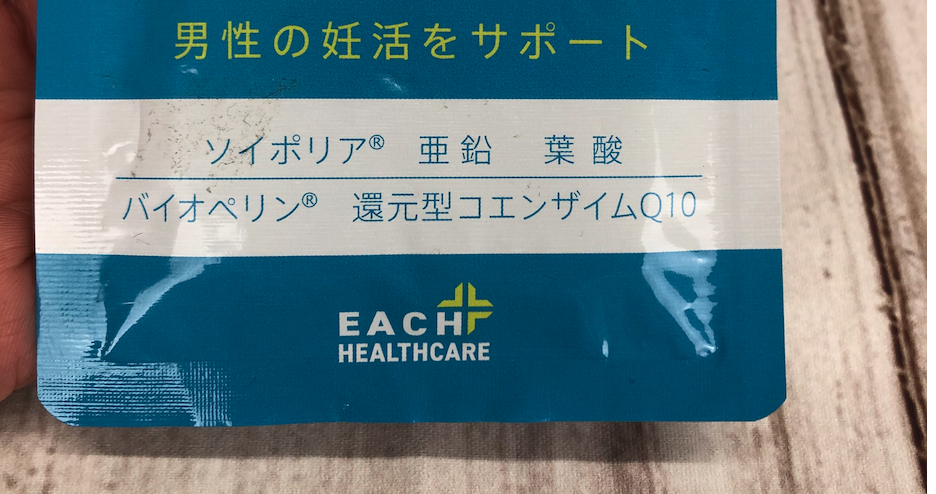 男性の妊活をサポート
ソイポリア® 亜鉛 葉酸
バイオペリン® 還元型コエンザイムQ10
EACH
HEALTHCARE